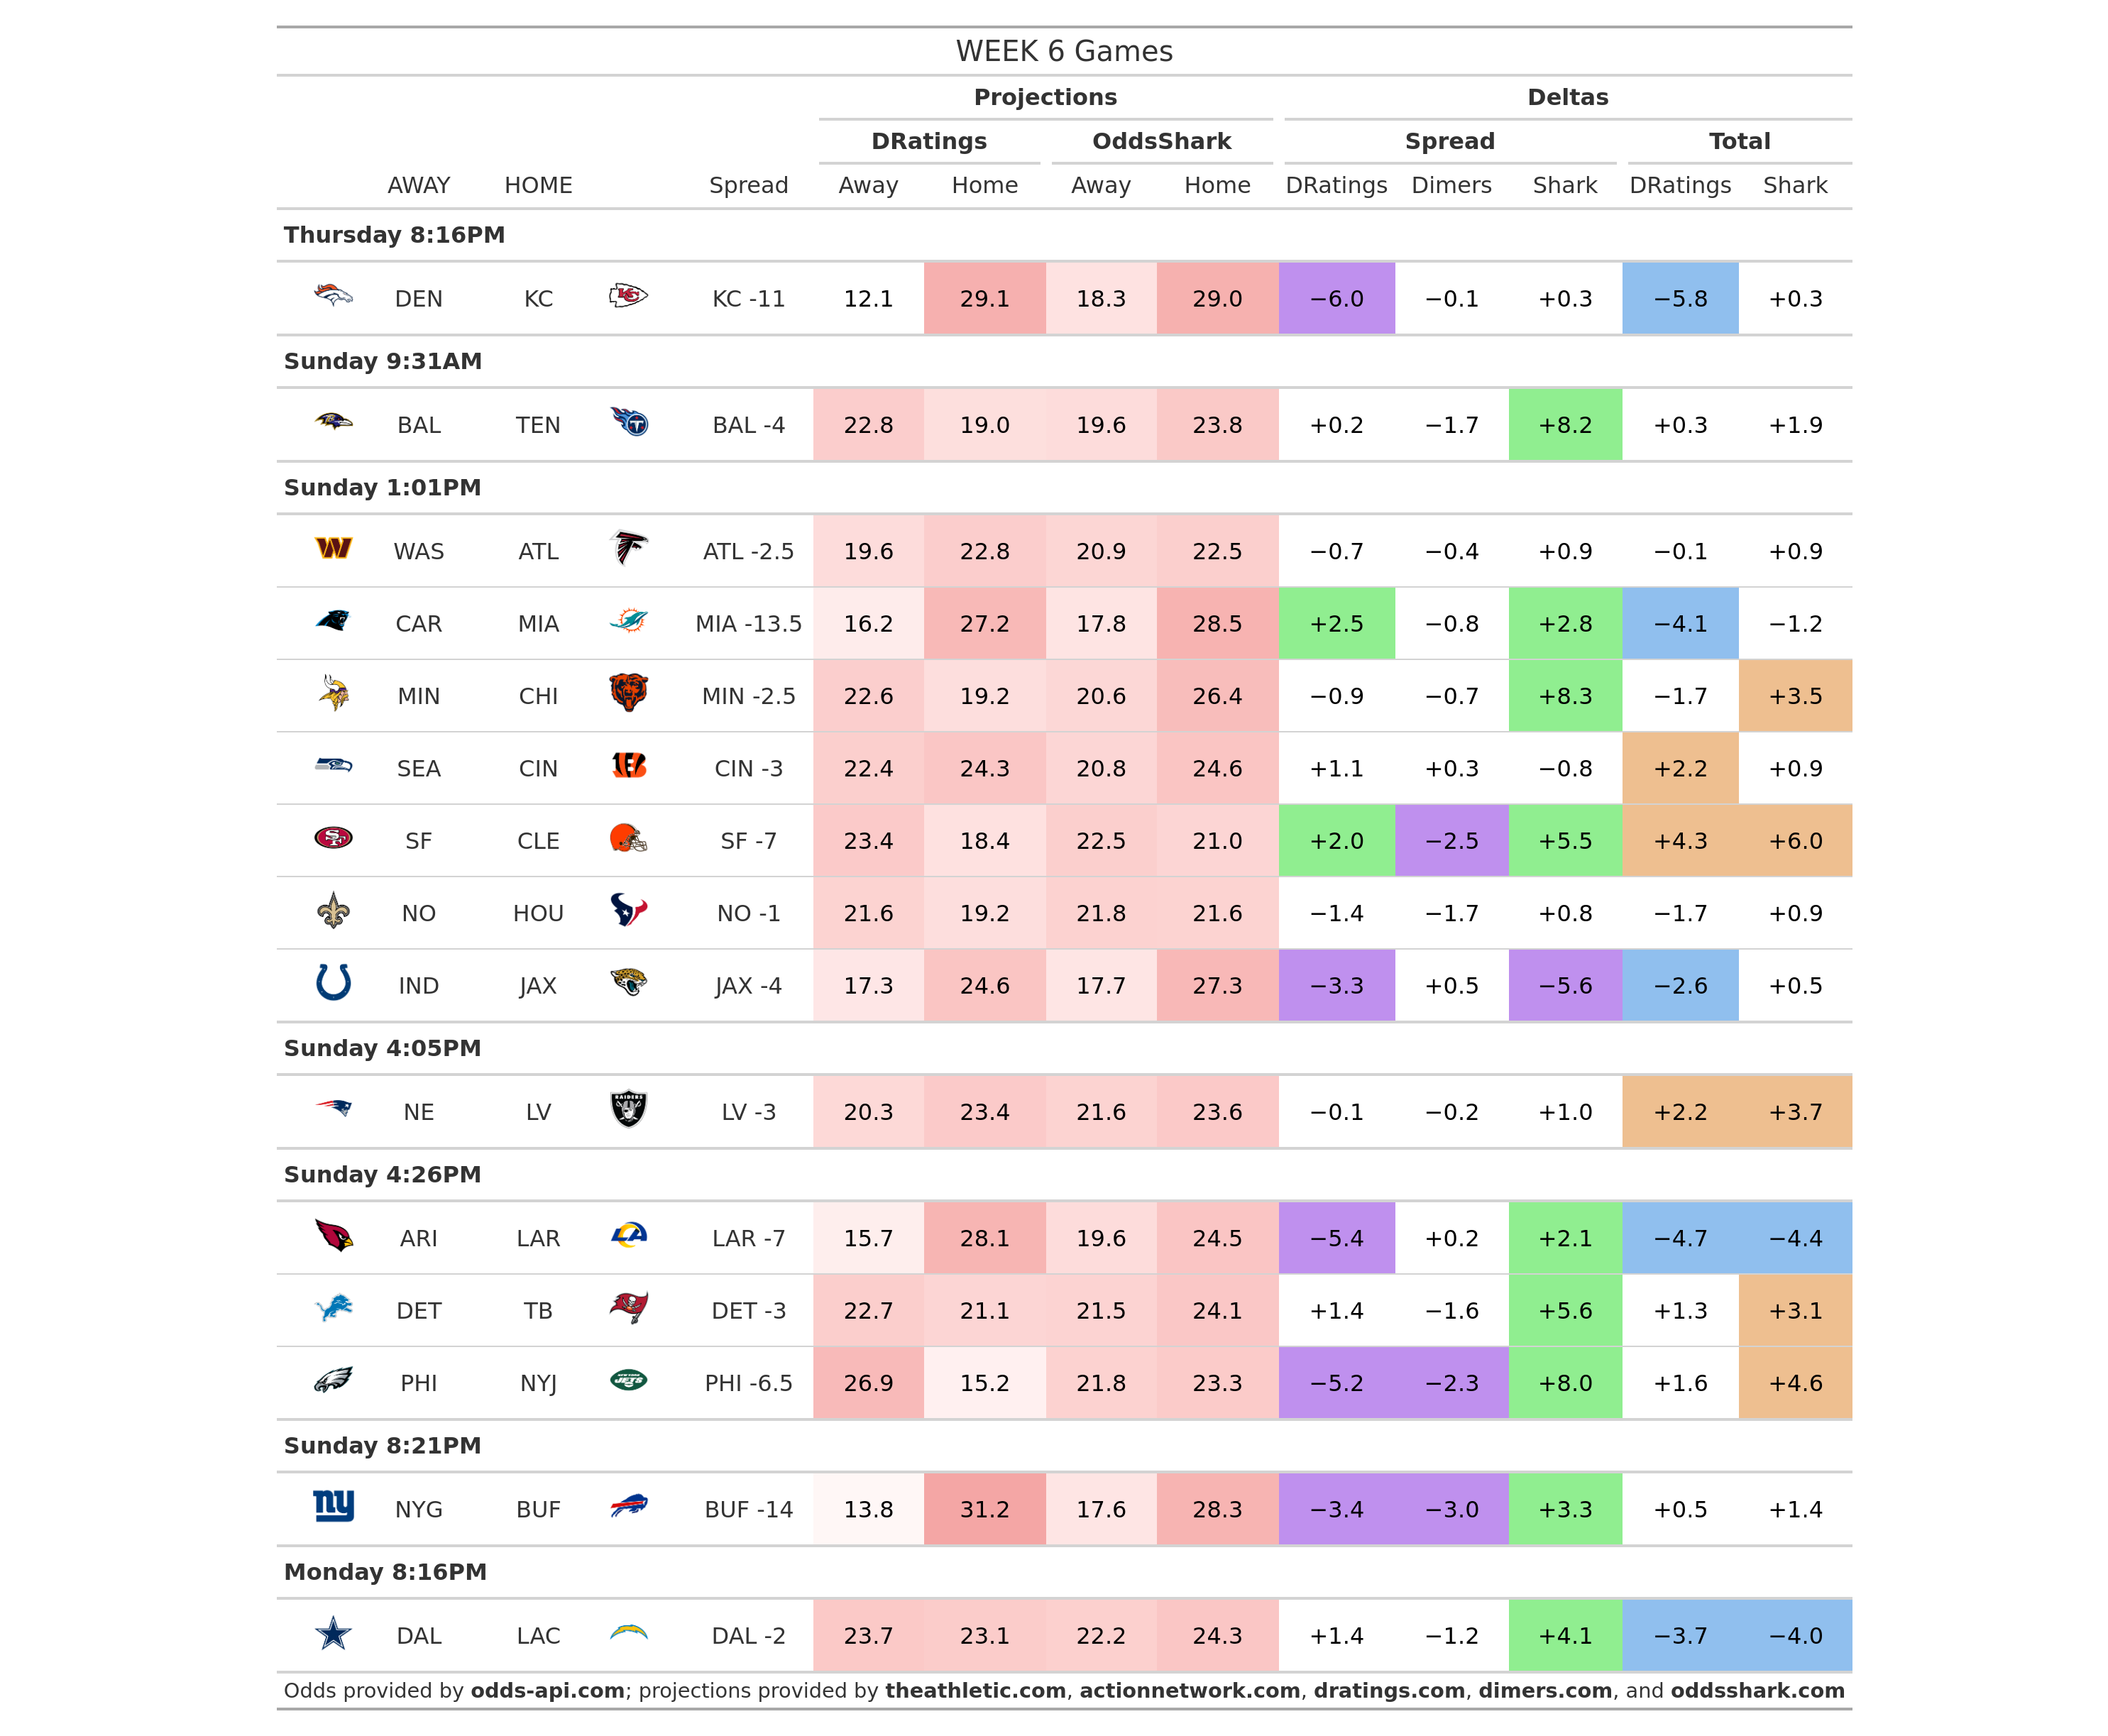 WEEK 6 Games
Projections Deltas
DRatings OddsShark Spread Total
AWAY HOME Spread Away Home Away Home DRatings Dimers Shark DRatings Shark
Thursday 8:16PM
DEN KC KC -11 12.1 29.1 18.3 29.0 −6.0 −0.1 +0.3 −5.8 +0.3
Sunday 9:31AM
BAL TEN BAL -4 22.8 19.0 19.6 23.8 +0.2 −1.7 +8.2 +0.3 +1.9
Sunday 1:01PM
WAS ATL ATL -2.5 19.6 22.8 20.9 22.5 −0.7 −0.4 +0.9 −0.1 +0.9
CAR MIA MIA -13.5 16.2 27.2 17.8 28.5 +2.5 −0.8 +2.8 −4.1 −1.2
MIN CHI MIN -2.5 22.6 19.2 20.6 26.4 −0.9 −0.7 +8.3 −1.7 +3.5
SEA CIN CIN -3 22.4 24.3 20.8 24.6 +1.1 +0.3 −0.8 +2.2 +0.9
SF CLE SF -7 23.4 18.4 22.5 21.0 +2.0 −2.5 +5.5 +4.3 +6.0
NO HOU NO -1 21.6 19.2 21.8 21.6 −1.4 −1.7 +0.8 −1.7 +0.9
IND JAX JAX -4 17.3 24.6 17.7 27.3 −3.3 +0.5 −5.6 −2.6 +0.5
Sunday 4:05PM
NE LV LV -3 20.3 23.4 21.6 23.6 −0.1 −0.2 +1.0 +2.2 +3.7
Sunday 4:26PM
ARI LAR LAR -7 15.7 28.1 19.6 24.5 −5.4 +0.2 +2.1 −4.7 −4.4
DET TB DET -3 22.7 21.1 21.5 24.1 +1.4 −1.6 +5.6 +1.3 +3.1
PHI NYJ PHI -6.5 26.9 15.2 21.8 23.3 −5.2 −2.3 +8.0 +1.6 +4.6
Sunday 8:21PM
NYG BUF BUF -14 13.8 31.2 17.6 28.3 −3.4 −3.0 +3.3 +0.5 +1.4
Monday 8:16PM
DAL LAC DAL -2 23.7 23.1 22.2 24.3 +1.4 −1.2 +4.1 −3.7 −4.0
Odds provided by odds-api.com; projections provided by theathletic.com, actionnetwork.com, dratings.com, dimers.com, and oddsshark.com